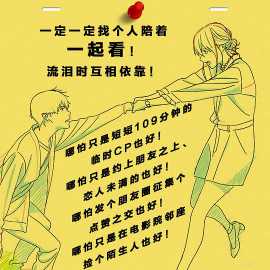 一定一定找个人陪着
一起看！
流泪时互相依靠！
哪怕只是短短109分钟的
临时CP也好！
哪怕只是约上朋友之上、
恋人未满的也好！
哪怕发个朋友圈征集个
点赞之交也好！
哪怕只是在电影院邻座
捡个陌生人也好！